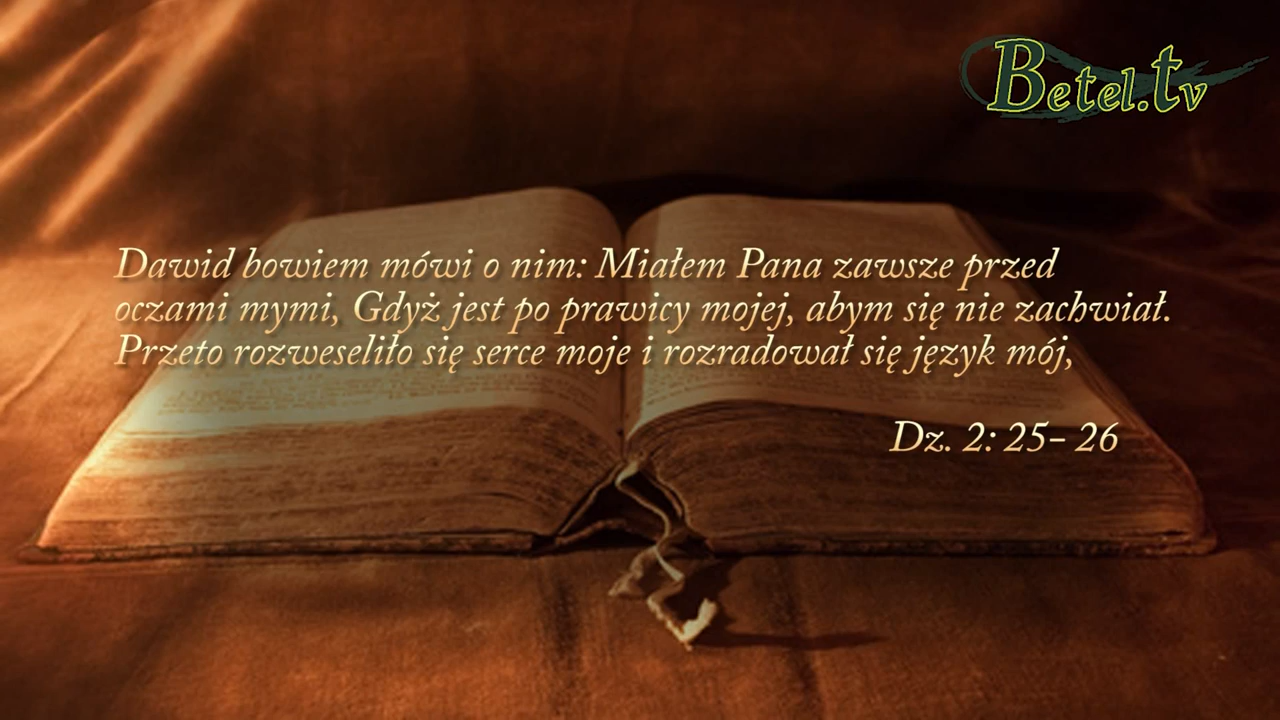 Betel.tv
Dawid bowiem mówi o nim: Miałem Pana zawsze przed
oczami mymi, Gdyż jest po prawicy mojej, abym się nie zachwiał.
Przeto rozweseliło się serce moje i rozradował się język mój,
Dz. 2: 25- 26